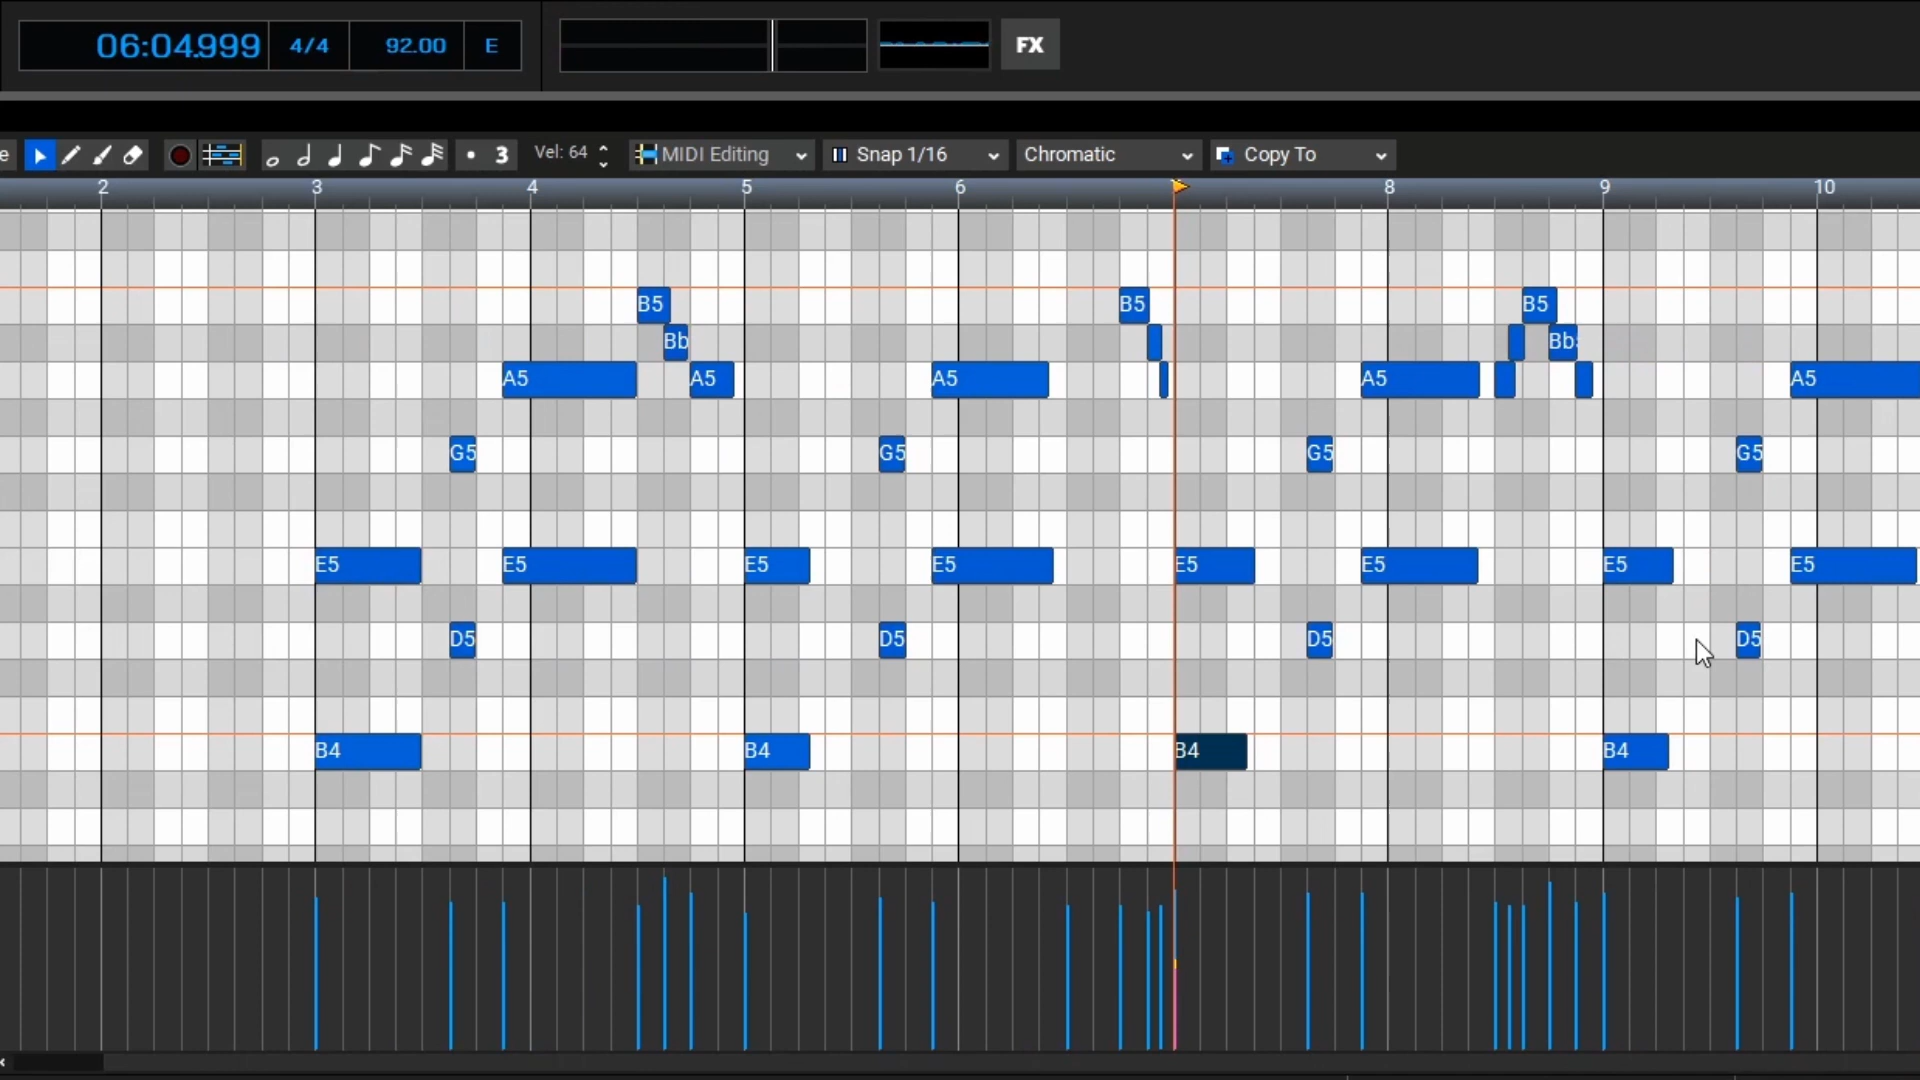 06:04.999 4/4 92.00 E FX
e 3 Vel: 64 MIDI Editing Snap 1/16 Chromatic Copy To
2 3 4 5 6 8 9 10
B5 B5 B5
Bb Bb
A5 A5 A5 A5 A5
G5 G5 G5 G5
E5 E5 E5 E5 E5 E5 E5 E5
D5 D5 D5 D5
B4 B4 B4 B4